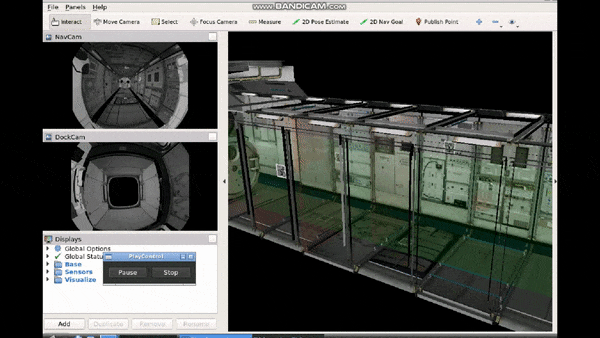 WWW.BANDICAM.COM
File Panels Help
Interact Move Camera Select Focus Camera Measure 2D Pose Estimate 2D Nav Goal Publish Point
NavCam
DockCam
Displays
Global Options
Global Statu
Base
Sensors
Visualize
PlayControl
Pause Stop
Add Duplicate Remove Rename